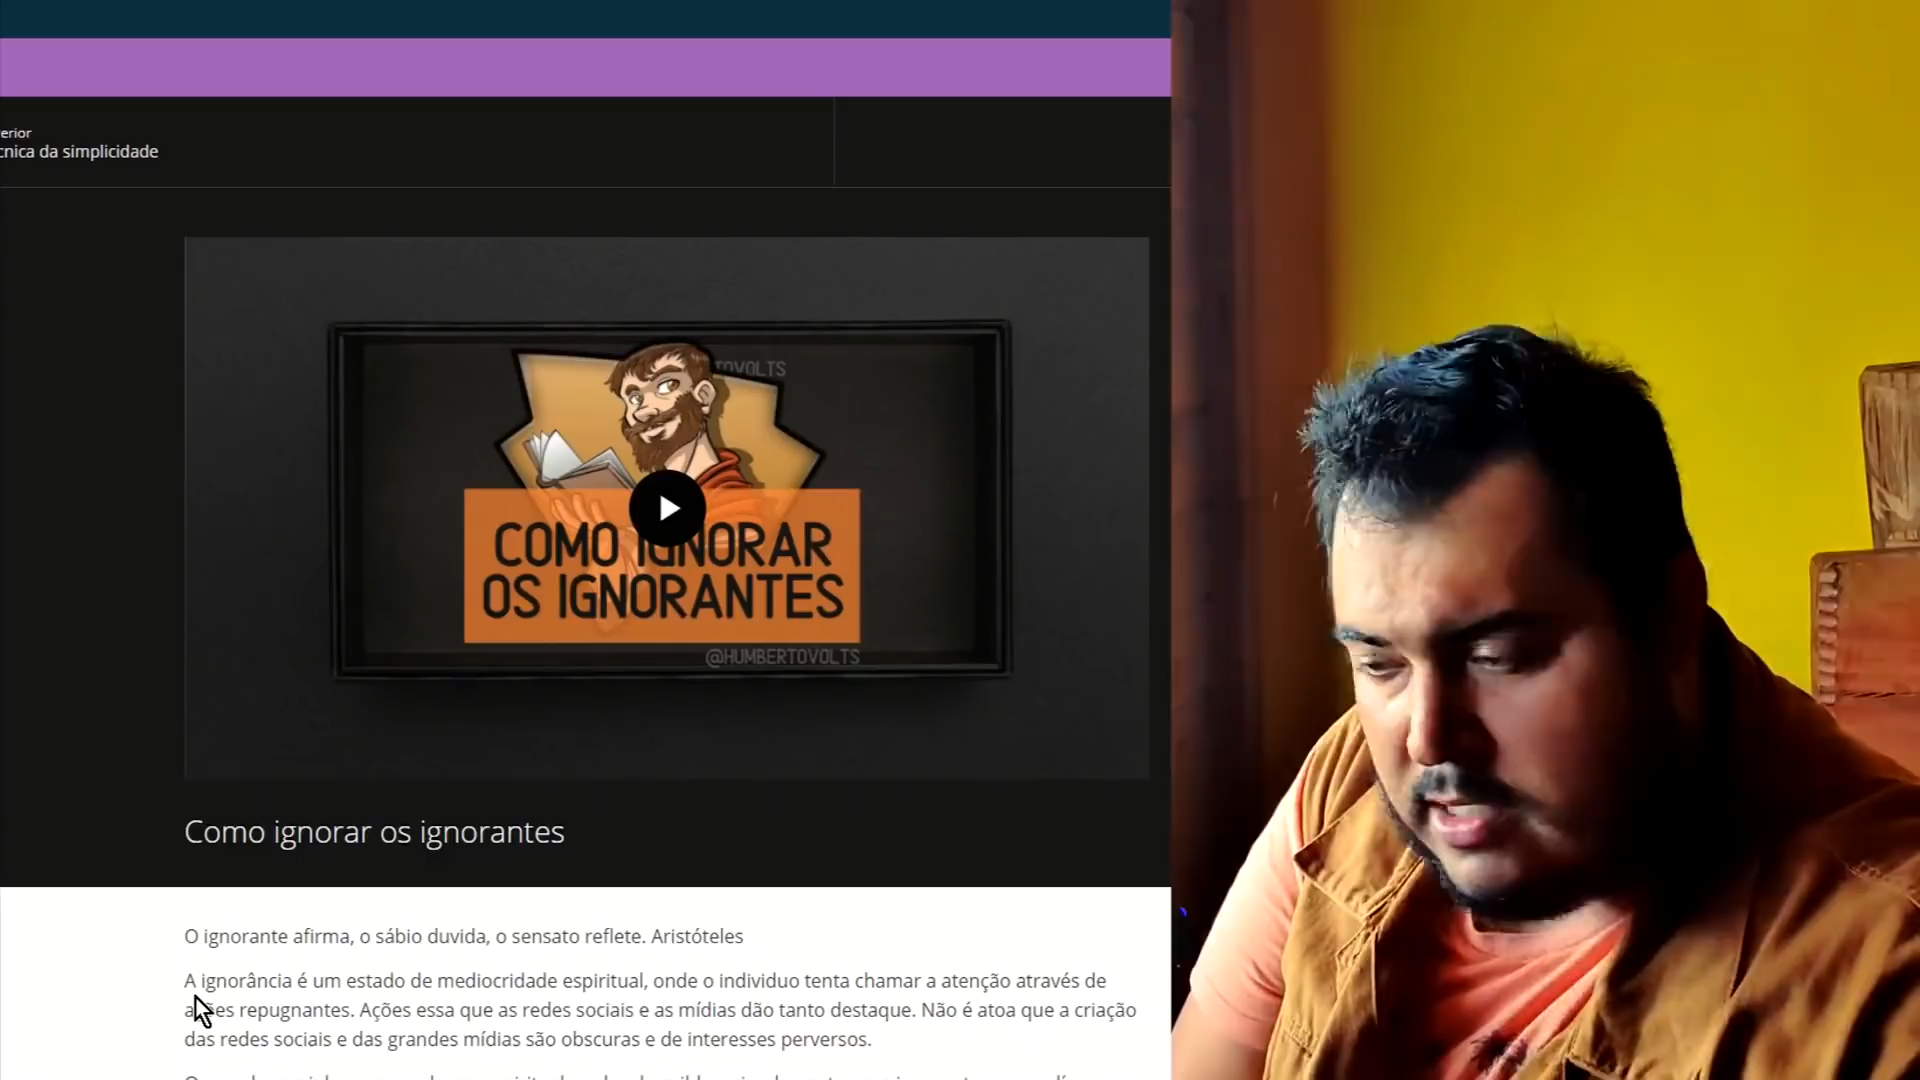 erior
cnica da simplicidade
TOVOLTS
COMO IGNORAR
OS IGNORANTES
@HUMBERTOVOLTS
Como ignorar os ignorantes
O ignorante afirma, o sábio duvida, o sensato reflete. Aristóteles
A ignorância é um estado de mediocridade espiritual, onde o individuo tenta chamar a atenção através de
ações repugnantes. Ações essa que as redes sociais e as mídias dão tanto destaque. Não é atoa que a criação
das redes sociais e das grandes mídias são obscuras e de interesses perversos.